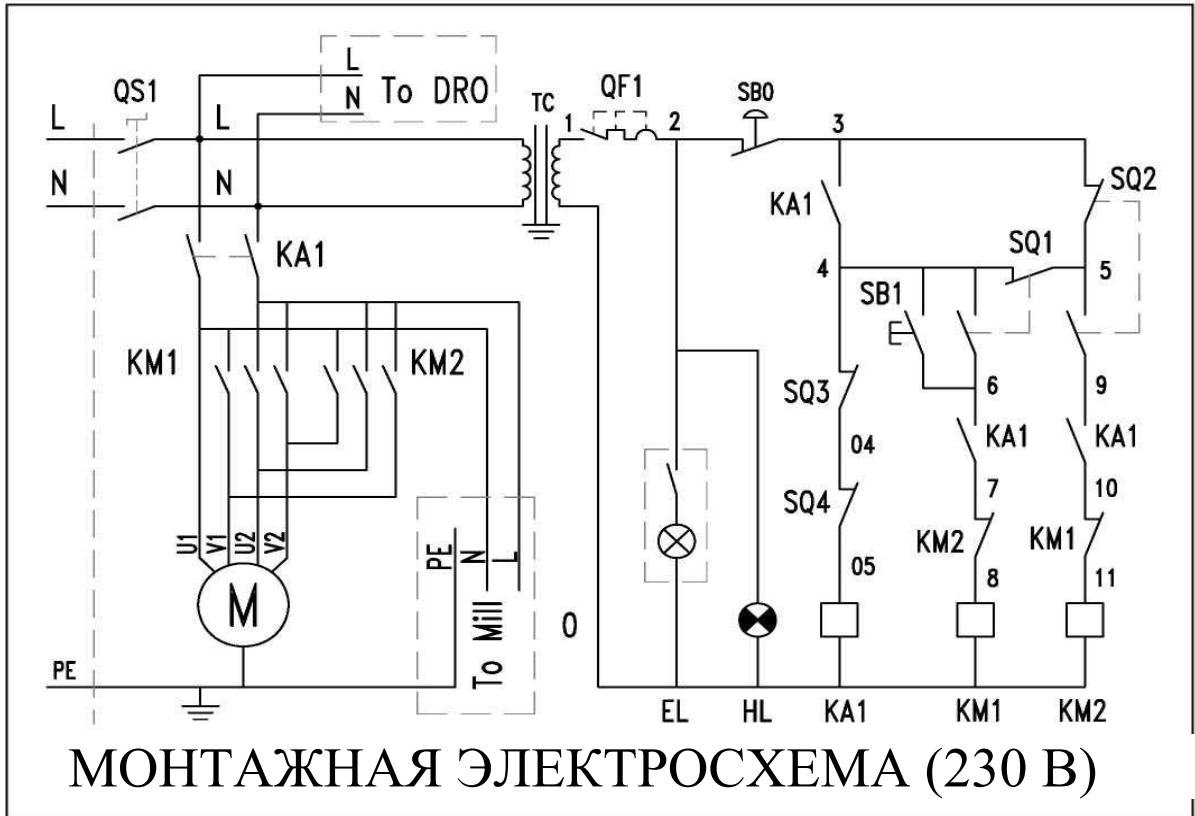 L
To DRO
N
QS1
TC
QF1
SB0
L
L
1
2
3
N
N
SQ2
KA1
SQ1
KA1
4
5
SB1
KM1
KM2
6
9
SQ3
KA1
KA1
04
7
10
SQ4
KM2
KM1
U1
V1
U2
V2
PE
N
L
05
8
11
M
To Mill
0
PE
EL
HL
KA1
KM1
KM2
МОНТАЖНАЯ ЭЛЕКТРОСХЕМА (230 В)